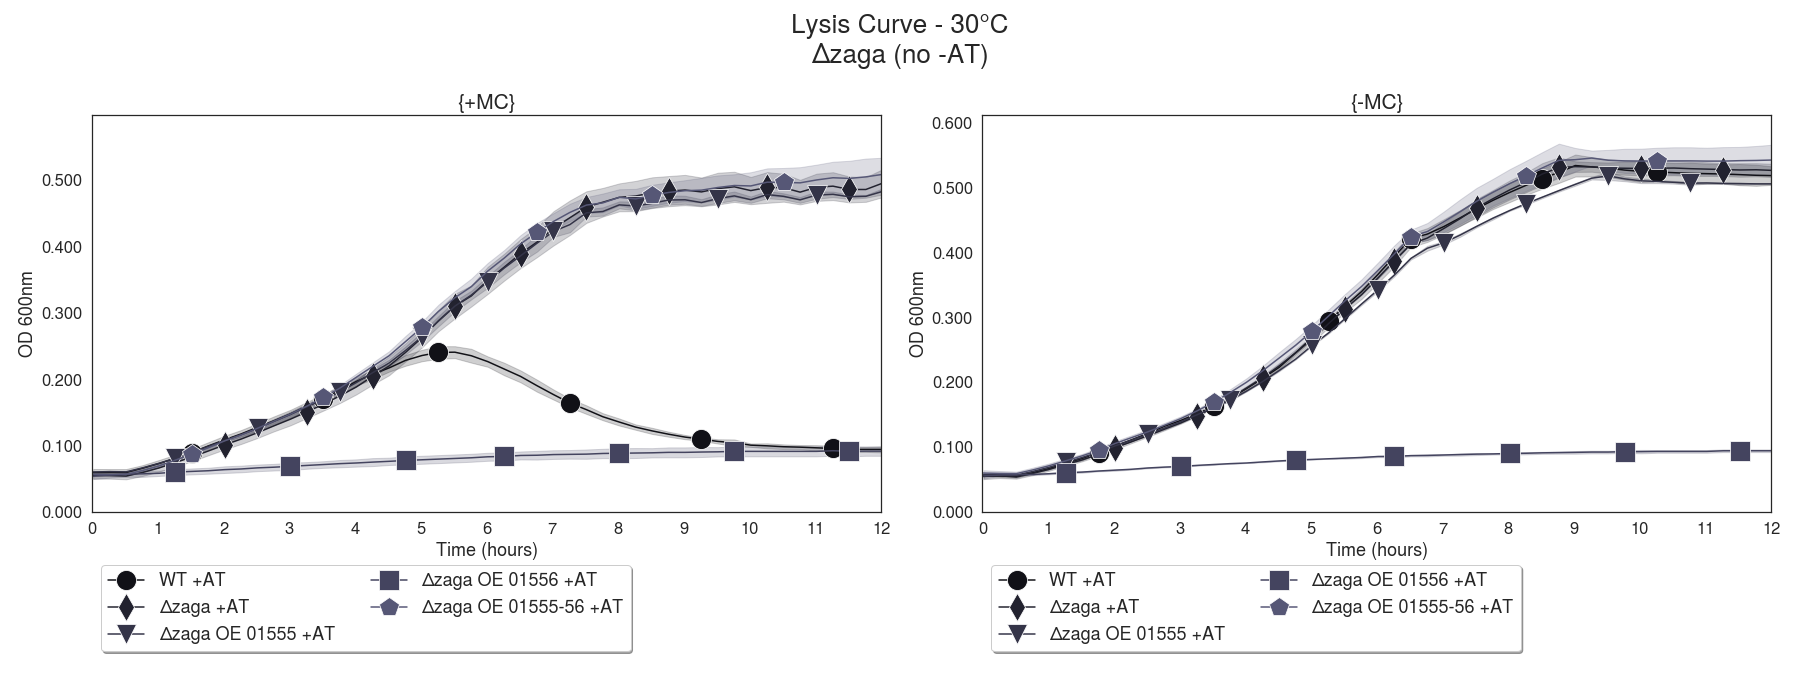 Lysis Curve - 30°C
Δzaga (no -AT)
{+MC}
OD 600nm
0.500
0.400
0.300
0.200
0.100
0.000
0 1 2 3 4 5 6 7 8 9 10 11 12
Time (hours)
WT +AT
Δzaga +AT
Δzaga OE 01555 +AT
Δzaga OE 01556 +AT
Δzaga OE 01555-56 +AT
{-MC}
OD 600nm
0.600
0.500
0.400
0.300
0.200
0.100
0.000
0 1 2 3 4 5 6 7 8 9 10 11 12
Time (hours)
WT +AT
Δzaga +AT
Δzaga OE 01555 +AT
Δzaga OE 01556 +AT
Δzaga OE 01555-56 +AT